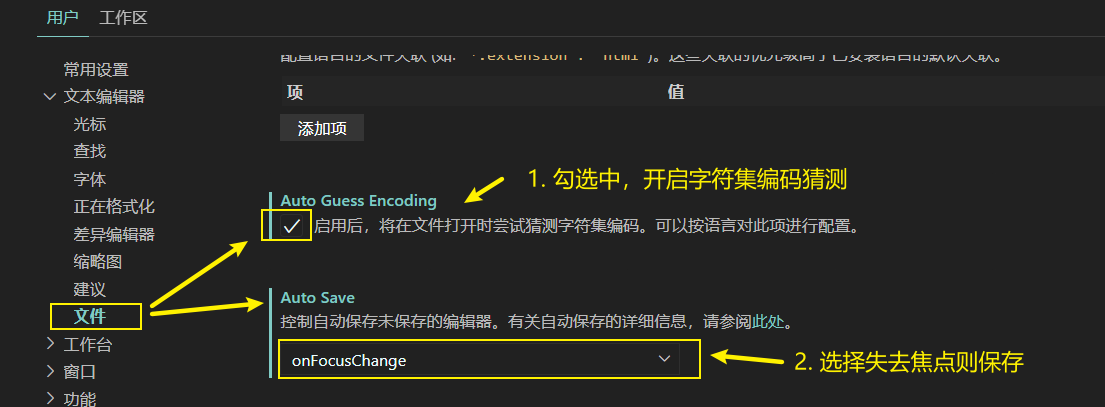 用户 工作区
常用设置
文本编辑器
光标
查找
字体
正在格式化
差异编辑器
缩略图
建议
文件
工作台
窗口
功能
配置语言的文件关联 (如: "*.extension": "html")。这些关联的优先级高于已安装语言的默认关联。
项 值
添加项
1. 勾选中，开启字符集编码猜测
Auto Guess Encoding
启用后，将在文件打开时尝试猜测字符集编码。可以按语言对此项进行配置。
Auto Save
控制自动保存未保存的编辑器。有关自动保存的详细信息，请参阅此处。
onFocusChange
2. 选择失去焦点则保存